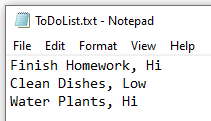 ToDoList.txt - Notepad
File Edit Format View Help
Finish Homework, Hi
Clean Dishes, Low
Water Plants, Hi